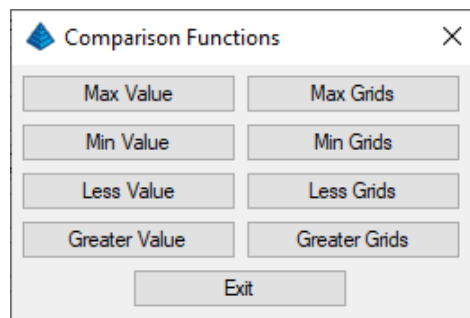 Comparison Functions
Max Value Max Grids
Min Value Min Grids
Less Value Less Grids
Greater Value Greater Grids
Exit